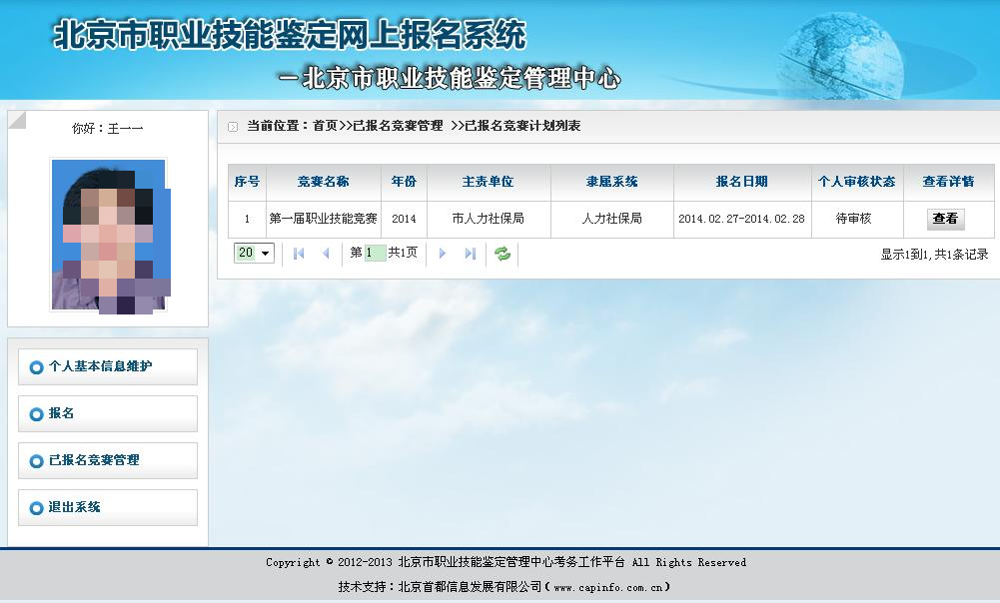 北京市职业技能鉴定网上报名系统
－北京市职业技能鉴定管理中心
你好：王一一
当前位置：首页>>已报名竞赛管理 >>已报名竞赛计划列表
序号 竞赛名称 年份 主责单位 隶属系统 报名日期 个人审核状态 查看详情
1 第一届职业技能竞赛 2014 市人力社保局 人力社保局 2014.02.27-2014.02.28 待审核 查看
20 第 1 共1页 显示1到1,共1条记录
个人基本信息维护
报名
已报名竞赛管理
退出系统
Copyright © 2012-2013 北京市职业技能鉴定管理中心考务工作平台 All Rights Reserved
技术支持：北京首都信息发展有限公司（www.capinfo.com.cn）